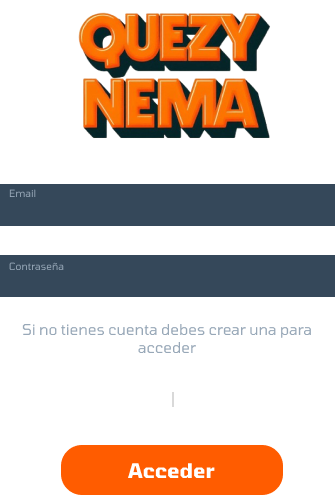 QUEZY
NEMA
Email
Contraseña
Si no tienes cuenta debes crear una para
acceder
|
Acceder